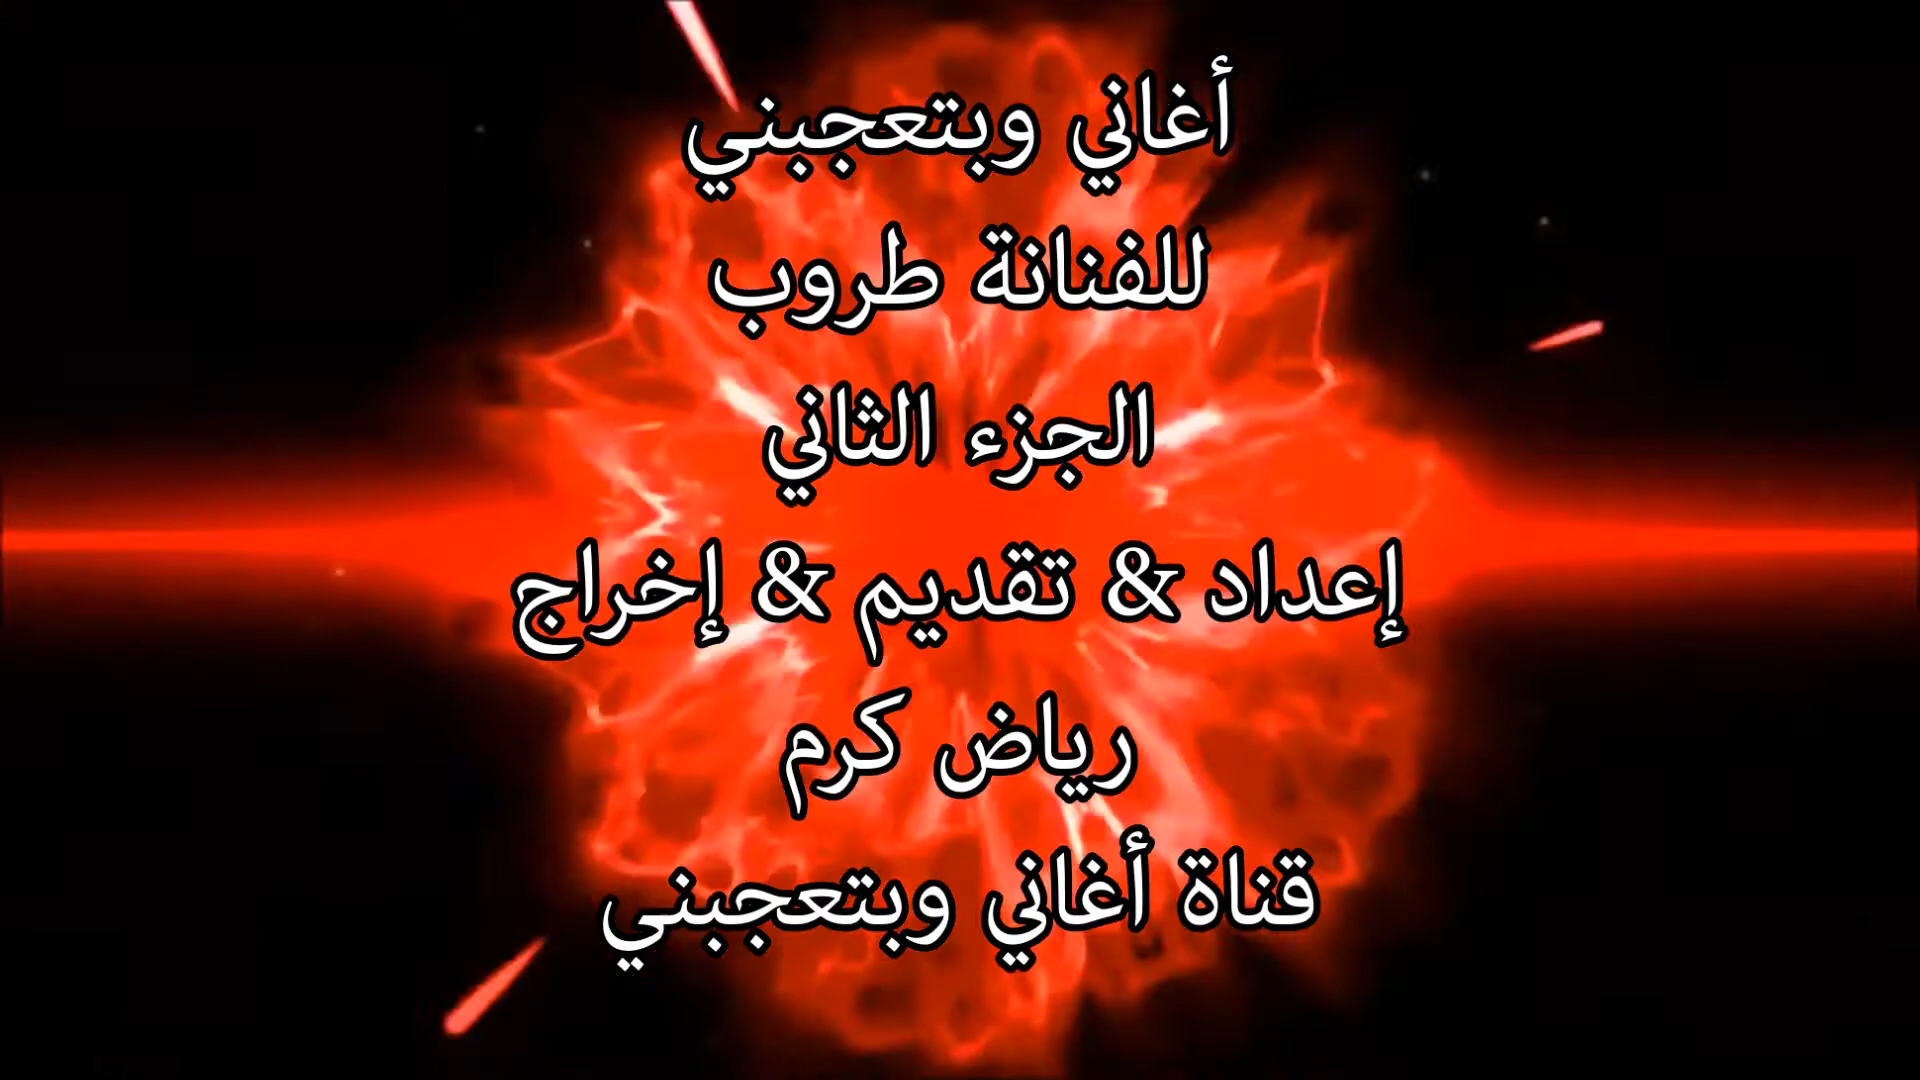 أغاني وبتعجبني
للفنانة طروب
الجزء الثاني
إعداد & تقديم & إخراج
رياض كرم
قناة أغاني وبتعجبني